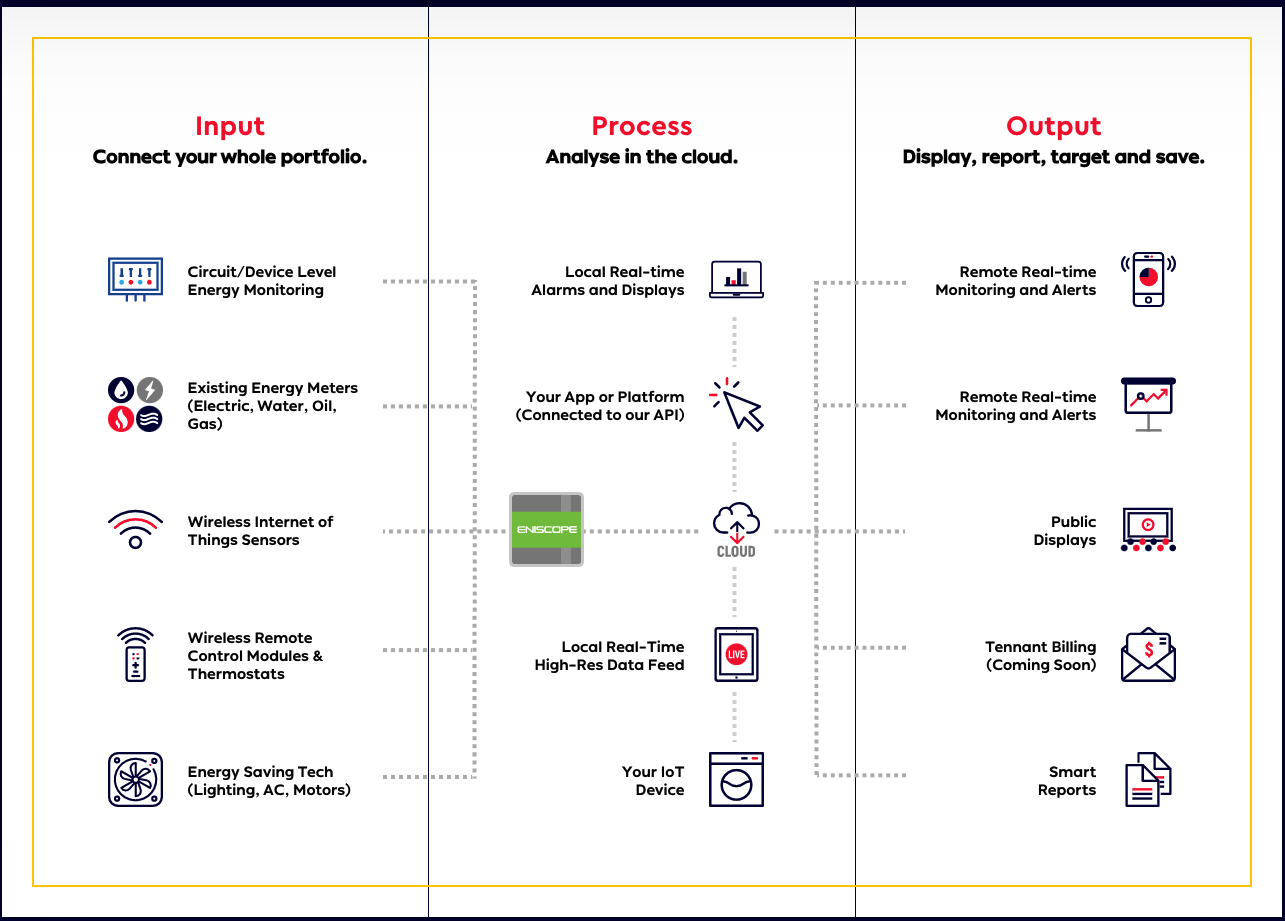 Input
Connect your whole portfolio.
Circuit/Device Level
Energy Monitoring
Existing Energy Meters
(Electric, Water, Oil,
Gas)
Wireless Internet of
Things Sensors
Wireless Remote
Control Modules &
Thermostats
Energy Saving Tech
(Lighting, AC, Motors)
Process
Analyse in the cloud.
Local Real-time
Alarms and Displays
Your App or Platform
(Connected to our API)
ENISCOPE
CLOUD
Local Real-Time
High-Res Data Feed
LIVE
Your IoT
Device
Output
Display, report, target and save.
Remote Real-time
Monitoring and Alerts
Remote Real-time
Monitoring and Alerts
Public
Displays
Tennant Billing
(Coming Soon)
$
Smart
Reports